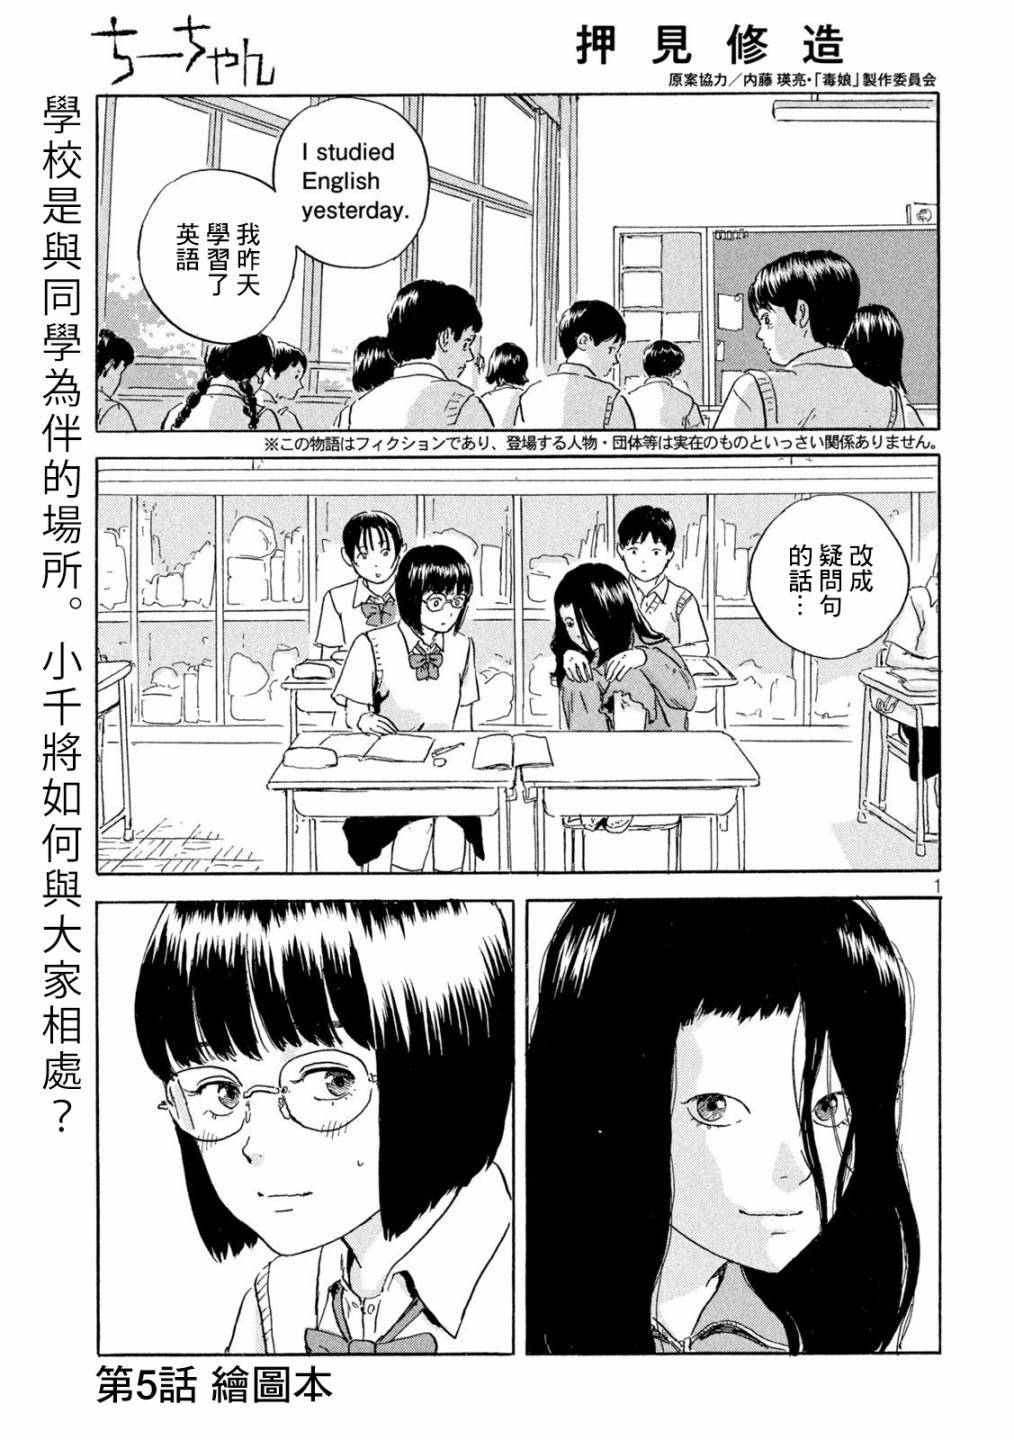 ちーちゃん
押見修造
原案協力／内藤 瑛亮・「毒娘」製作委員会
學校是與同學為伴的場所。小千將如何與大家相處？
I studied
English
yesterday.
我昨天
學習了
英語
※この物語はフィクションであり、登場する人物・団体等は実在のものといっさい関係ありません。
改成
疑問句
的話…
1
第5話 繪圖本